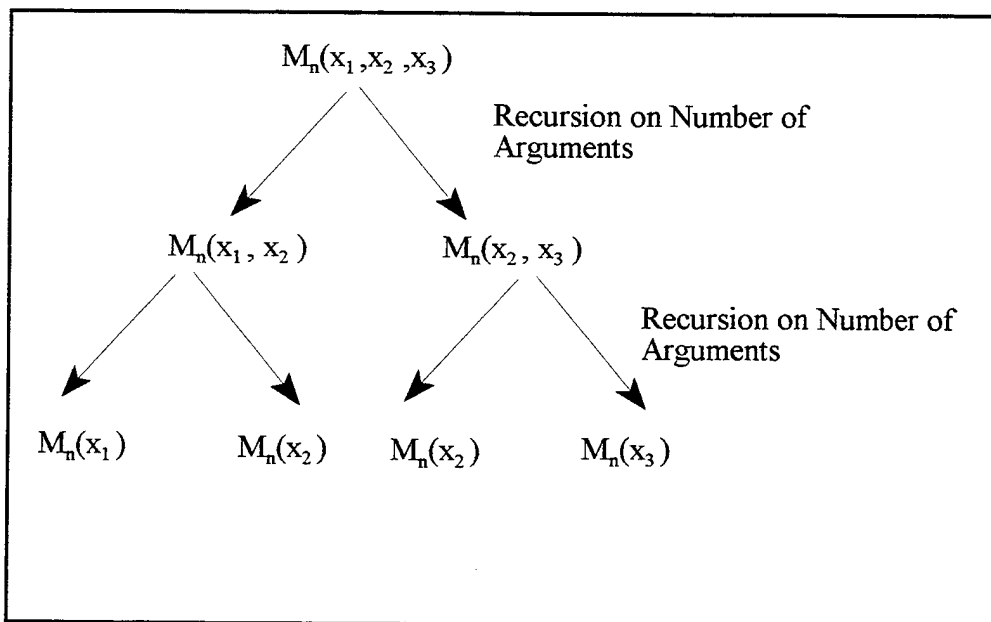 Mₙ(x₁ ,x₂ ,x₃)
Recursion on Number of
Arguments
Mₙ(x₁, x₂ )
Mₙ(x₂, x₃ )
Recursion on Number of
Arguments
Mₙ(x₁)
Mₙ(x₂)
Mₙ(x₂)
Mₙ(x₃)